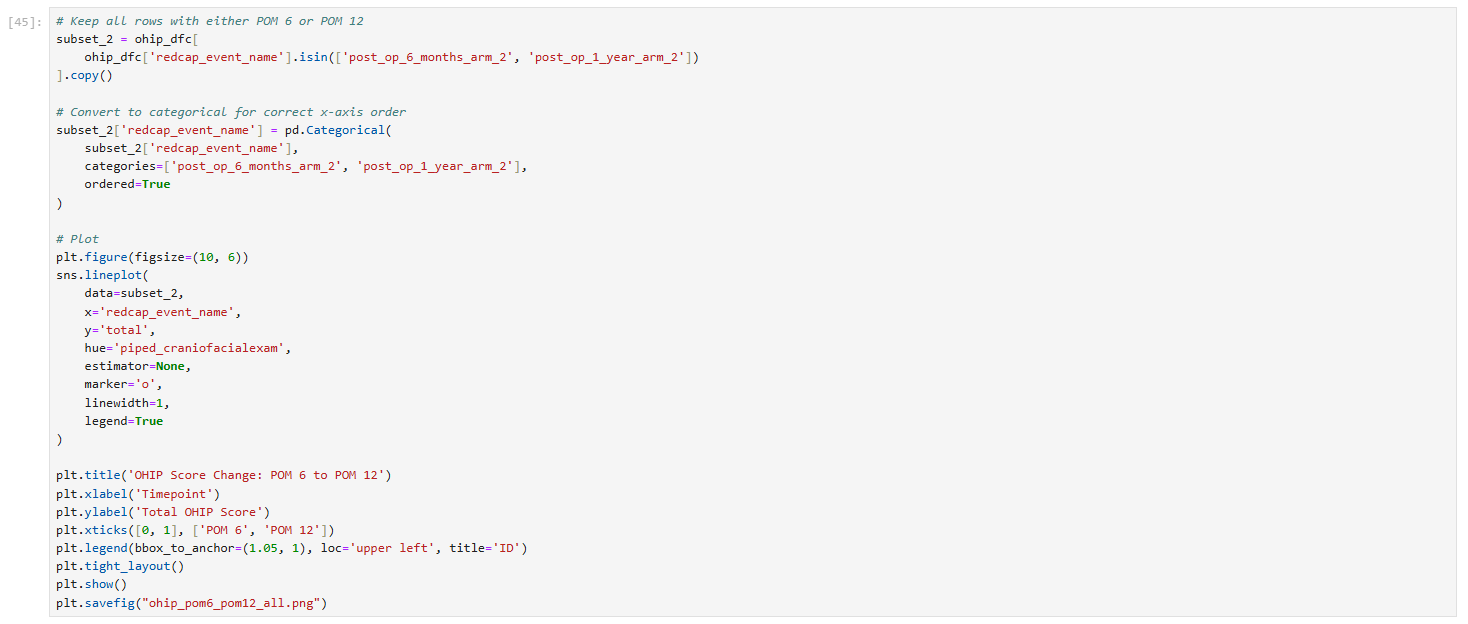 [45]:
# Keep all rows with either POM 6 or POM 12
subset_2 = ohip_dfc[
    ohip_dfc['redcap_event_name'].isin(['post_op_6_months_arm_2', 'post_op_1_year_arm_2'])
].copy()

# Convert to categorical for correct x-axis order
subset_2['redcap_event_name'] = pd.Categorical(
    subset_2['redcap_event_name'],
    categories=['post_op_6_months_arm_2', 'post_op_1_year_arm_2'],
    ordered=True
)

# Plot
plt.figure(figsize=(10, 6))
sns.lineplot(
    data=subset_2,
    x='redcap_event_name',
    y='total',
    hue='piped_craniofacialexam',
    estimator=None,
    marker='o',
    linewidth=1,
    legend=True
)

plt.title('OHIP Score Change: POM 6 to POM 12')
plt.xlabel('Timepoint')
plt.ylabel('Total OHIP Score')
plt.xticks([0, 1], ['POM 6', 'POM 12'])
plt.legend(bbox_to_anchor=(1.05, 1), loc='upper left', title='ID')
plt.tight_layout()
plt.show()
plt.savefig("ohip_pom6_pom12_all.png")